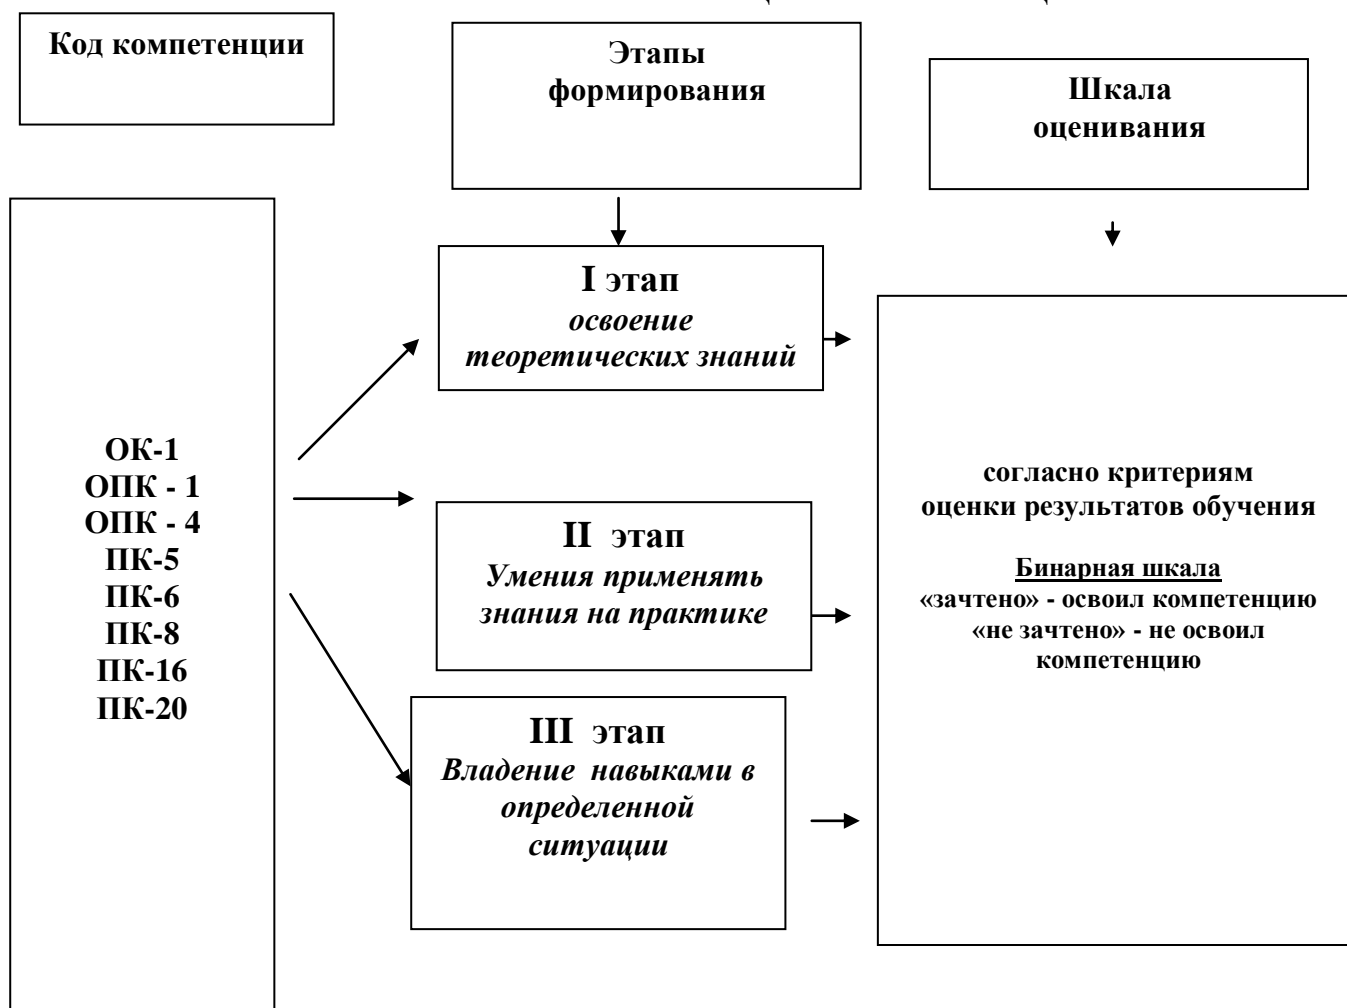 Код компетенции
Этапы
формирования
Шкала
оценивания
ОК-1
ОПК - 1
ОПК - 4
ПК-5
ПК-6
ПК-8
ПК-16
ПК-20
I этап
освоение
теоретических знаний
II этап
Умения применять
знания на практике
III этап
Владение навыками в
определенной
ситуации
согласно критериям
оценки результатов обучения
Бинарная шкала
«зачтено» - освоил компетенцию
«не зачтено» - не освоил
компетенцию